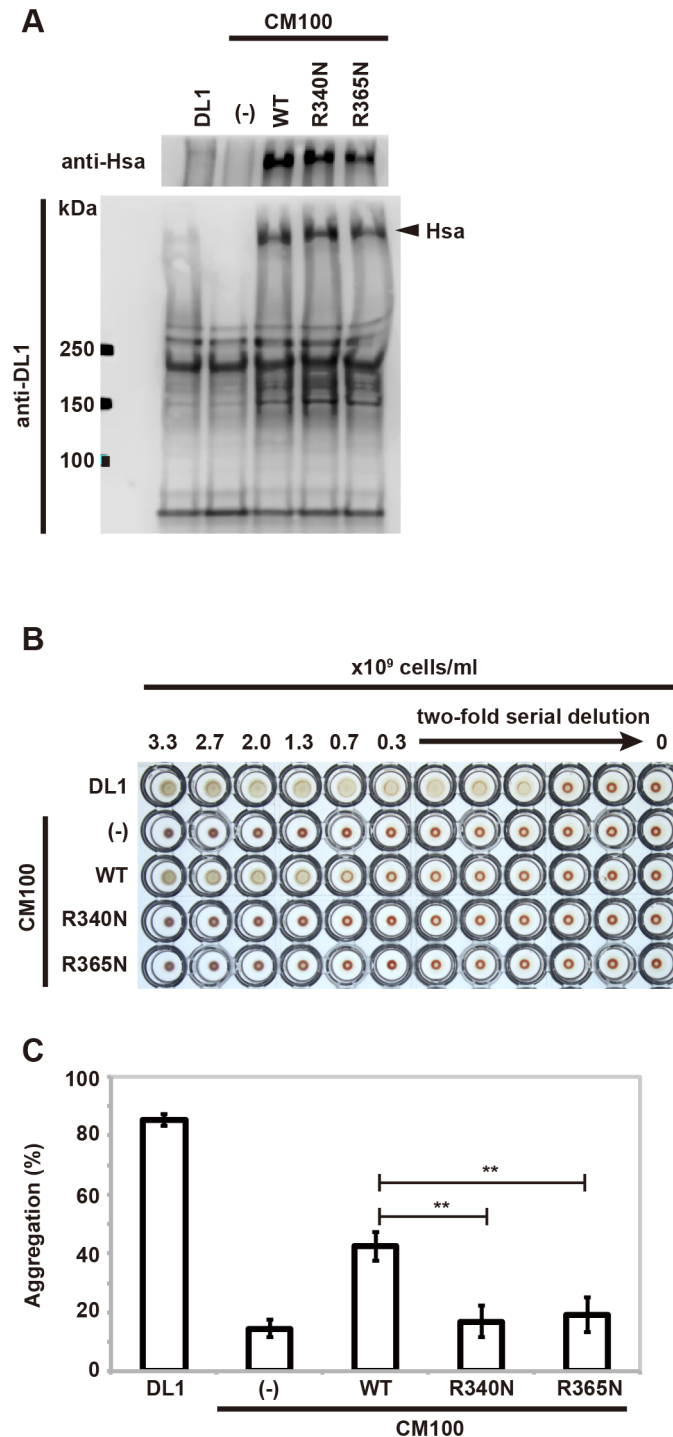 A
CM100
DL1
(-)
WT
R340N
R365N
anti-Hsa
kDa
Hsa
anti-DL1
250
150
100
B
x10⁹ cells/ml
two-fold serial delution
3.3 2.7 2.0 1.3 0.7 0.3 0
DL1
(-)
WT
R340N
R365N
CM100
C
Aggregation (%)
100
80
60
40
20
0
**
**
DL1 (-) WT R340N R365N
CM100